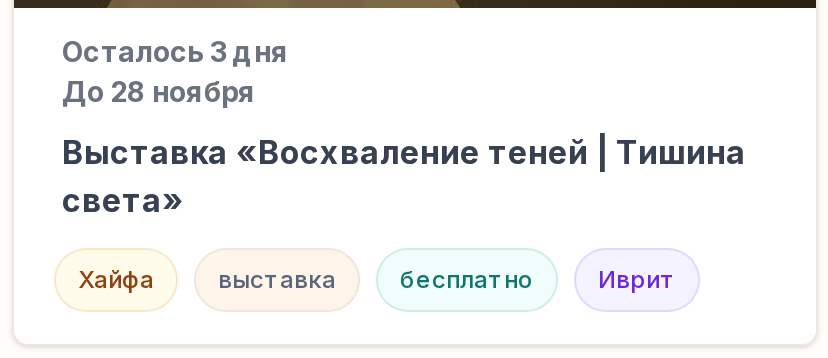 Осталось 3 дня
До 28 ноября
Выставка «Восхваление теней | Тишина
света»
Хайфа
выставка
бесплатно
Иврит